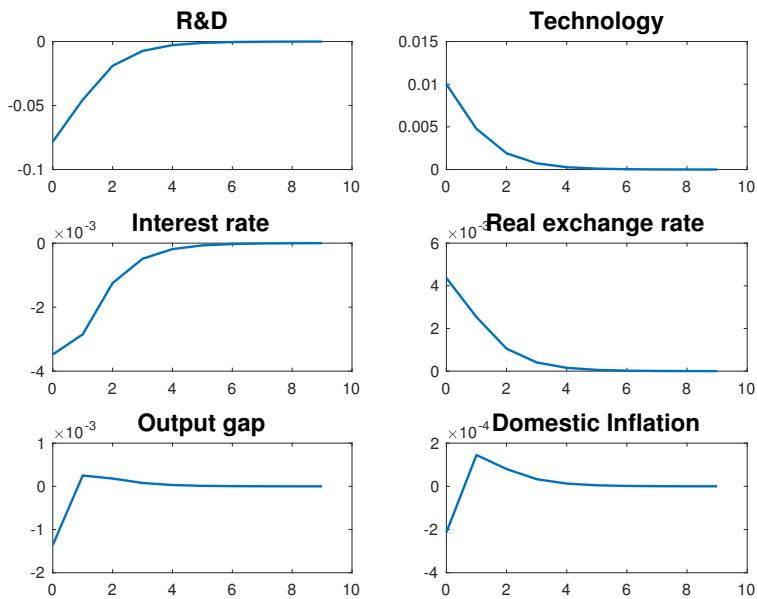 R&D
0
-0.05
-0.1
0 2 4 6 8 10
Technology
0.015
0.01
0.005
0
0 2 4 6 8 10
Interest rate
×10-3
0
-2
-4
0 2 4 6 8 10
Real exchange rate
×10-3
6
4
2
0
0 2 4 6 8 10
Output gap
×10-3
1
0
-1
-2
0 2 4 6 8 10
Domestic Inflation
×10-4
2
0
-2
-4
0 2 4 6 8 10